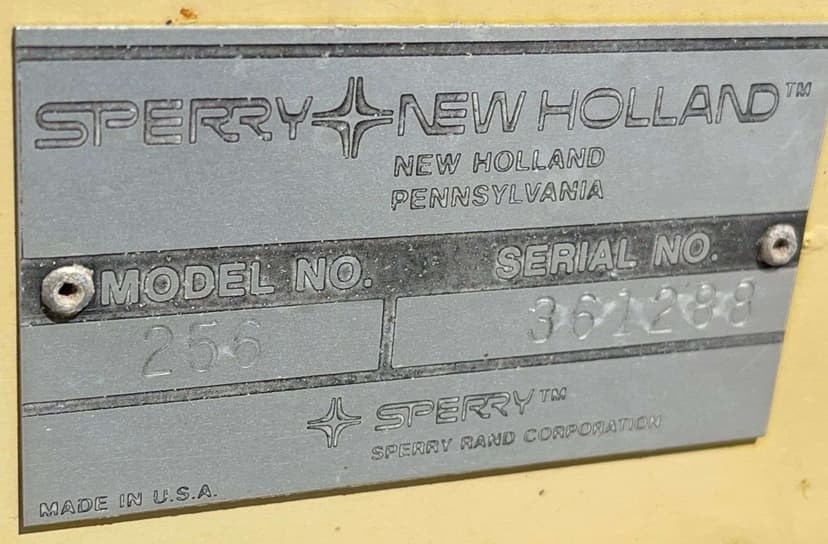 SPERRY NEW HOLLAND™
NEW HOLLAND
PENNSYLVANIA
MODEL NO. SERIAL NO.
256 361288
SPERRY™
SPERRY RAND CORPORATION
MADE IN U.S.A.